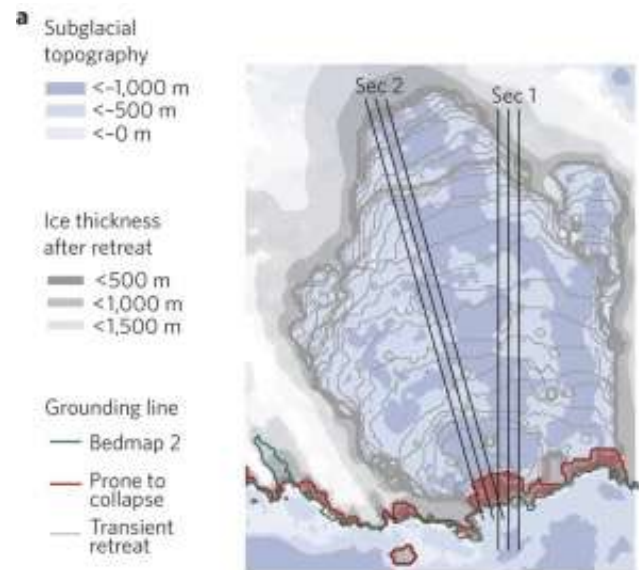 a
Subglacial
topography
<-1,000 m
<-500 m
<-0 m
Ice thickness
after retreat
<500 m
<1,000 m
<1,500 m
Grounding line
Bedmap 2
Prone to
collapse
Transient
retreat
Sec 2
Sec 1